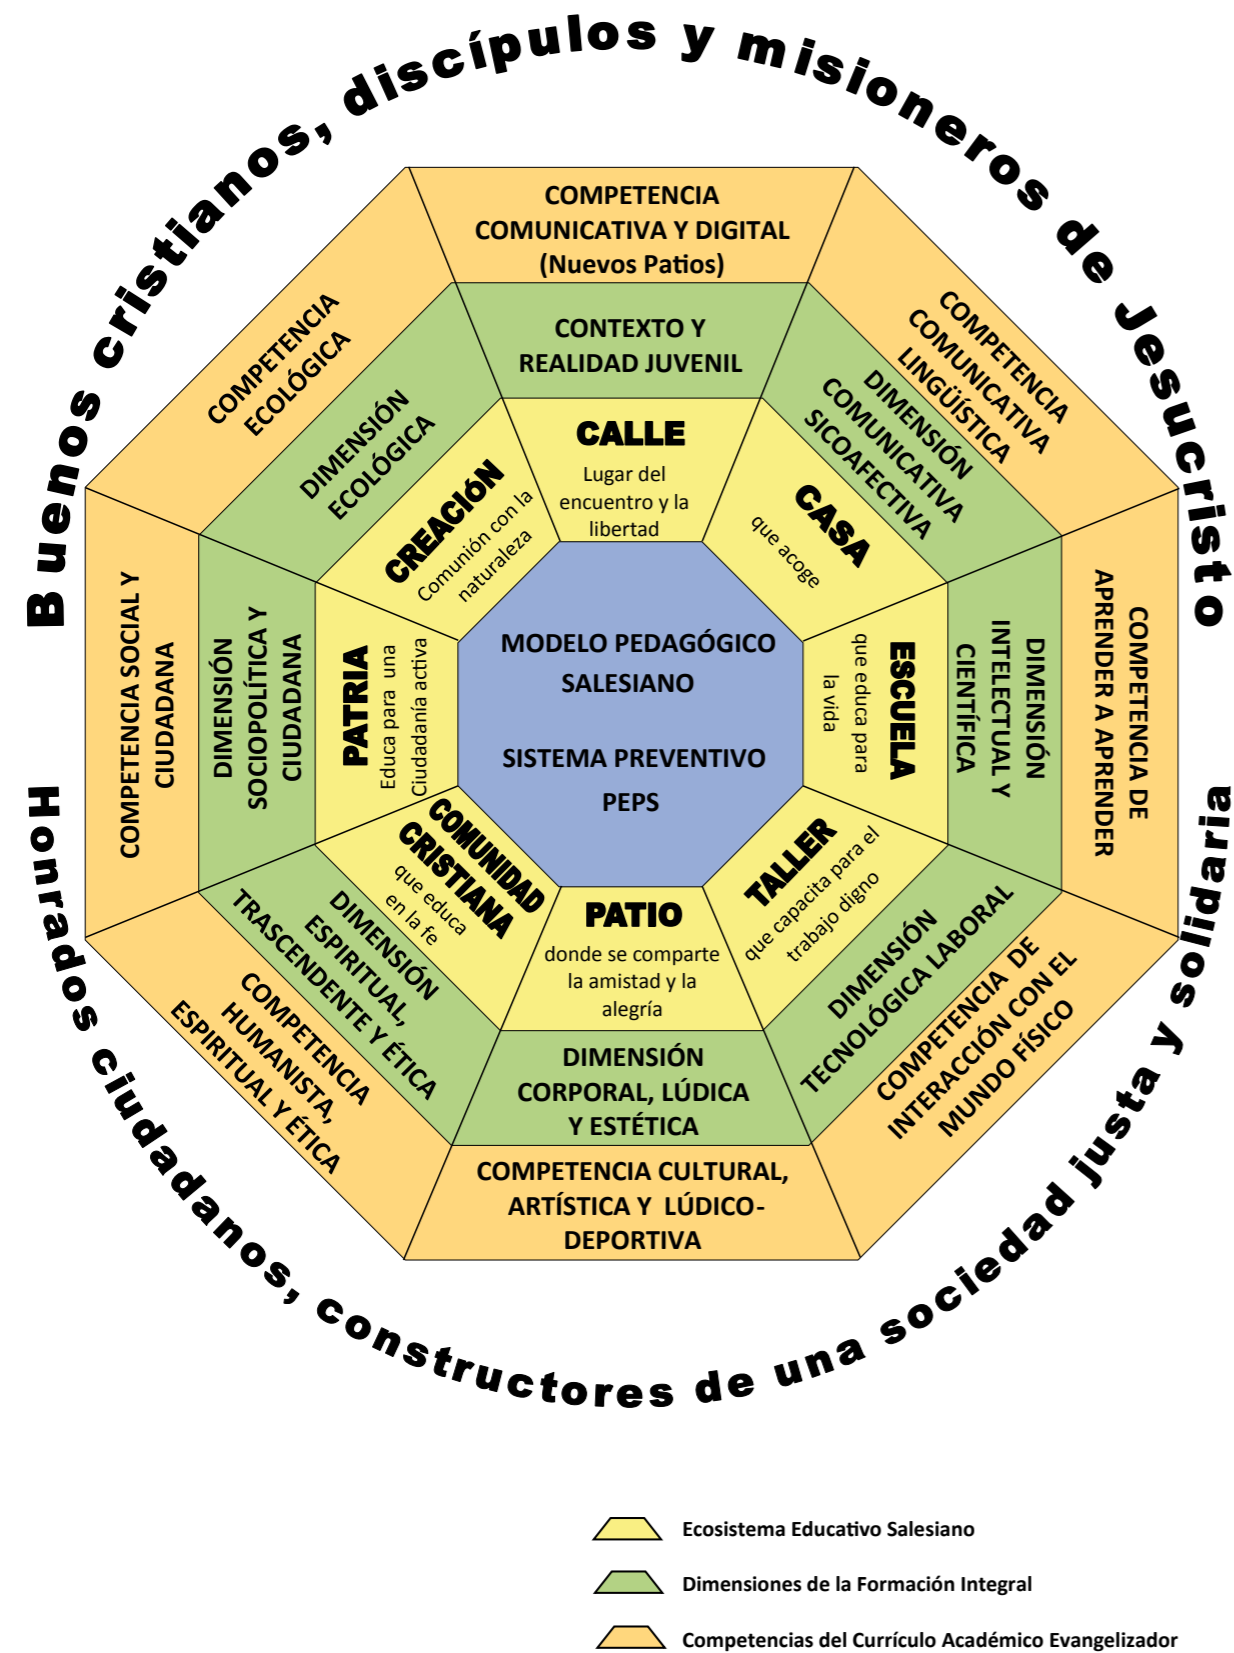 Buenos cristianos, discípulos y misioneros de Jesucristo
COMPETENCIA
COMUNICATIVA Y DIGITAL
(Nuevos Patios)
CONTEXTO Y
REALIDAD JUVENIL
CALLE
Lugar del
encuentro y la
libertad
COMPETENCIA
COMUNICATIVA
LINGÜÍSTICA
DIMENSIÓN
COMUNICATIVA
SICOAFECTIVA
CASA
que acoge
COMPETENCIA DE
APRENDER A APRENDER
DIMENSIÓN
INTELECTUAL Y
CIENTÍFICA
ESCUELA
que educa para
la vida
TALLER
que capacita para el
trabajo digno
DIMENSIÓN
TECNOLÓGICA LABORAL
COMPETENCIA DE
INTERACCIÓN CON EL
MUNDO FÍSICO
PATIO
donde se comparte
la amistad y la
alegría
DIMENSIÓN
CORPORAL, LÚDICA
Y ESTÉTICA
COMPETENCIA CULTURAL,
ARTÍSTICA Y LÚDICO-
DEPORTIVA
COMUNIDAD
CRISTIANA
que educa
en la fe
DIMENSIÓN
ESPIRITUAL,
TRASCENDENTE Y ÉTICA
COMPETENCIA
HUMANISTA,
ESPIRITUAL Y ÉTICA
COMPETENCIA SOCIAL Y
CIUDADANA
DIMENSIÓN
SOCIOPOLÍTICA Y
CIUDADANA
PATRIA
Educa para una
Ciudadanía activa
COMPETENCIA
ECOLÓGICA
DIMENSIÓN
ECOLÓGICA
CREACIóN
Comunión con la
naturaleza
MODELO PEDAGÓGICO
SALESIANO
SISTEMA PREVENTIVO
PEPS
Honrados ciudadanos, constructores de una sociedad justa y solidaria
Ecosistema Educativo Salesiano
Dimensiones de la Formación Integral
Competencias del Currículo Académico Evangelizador